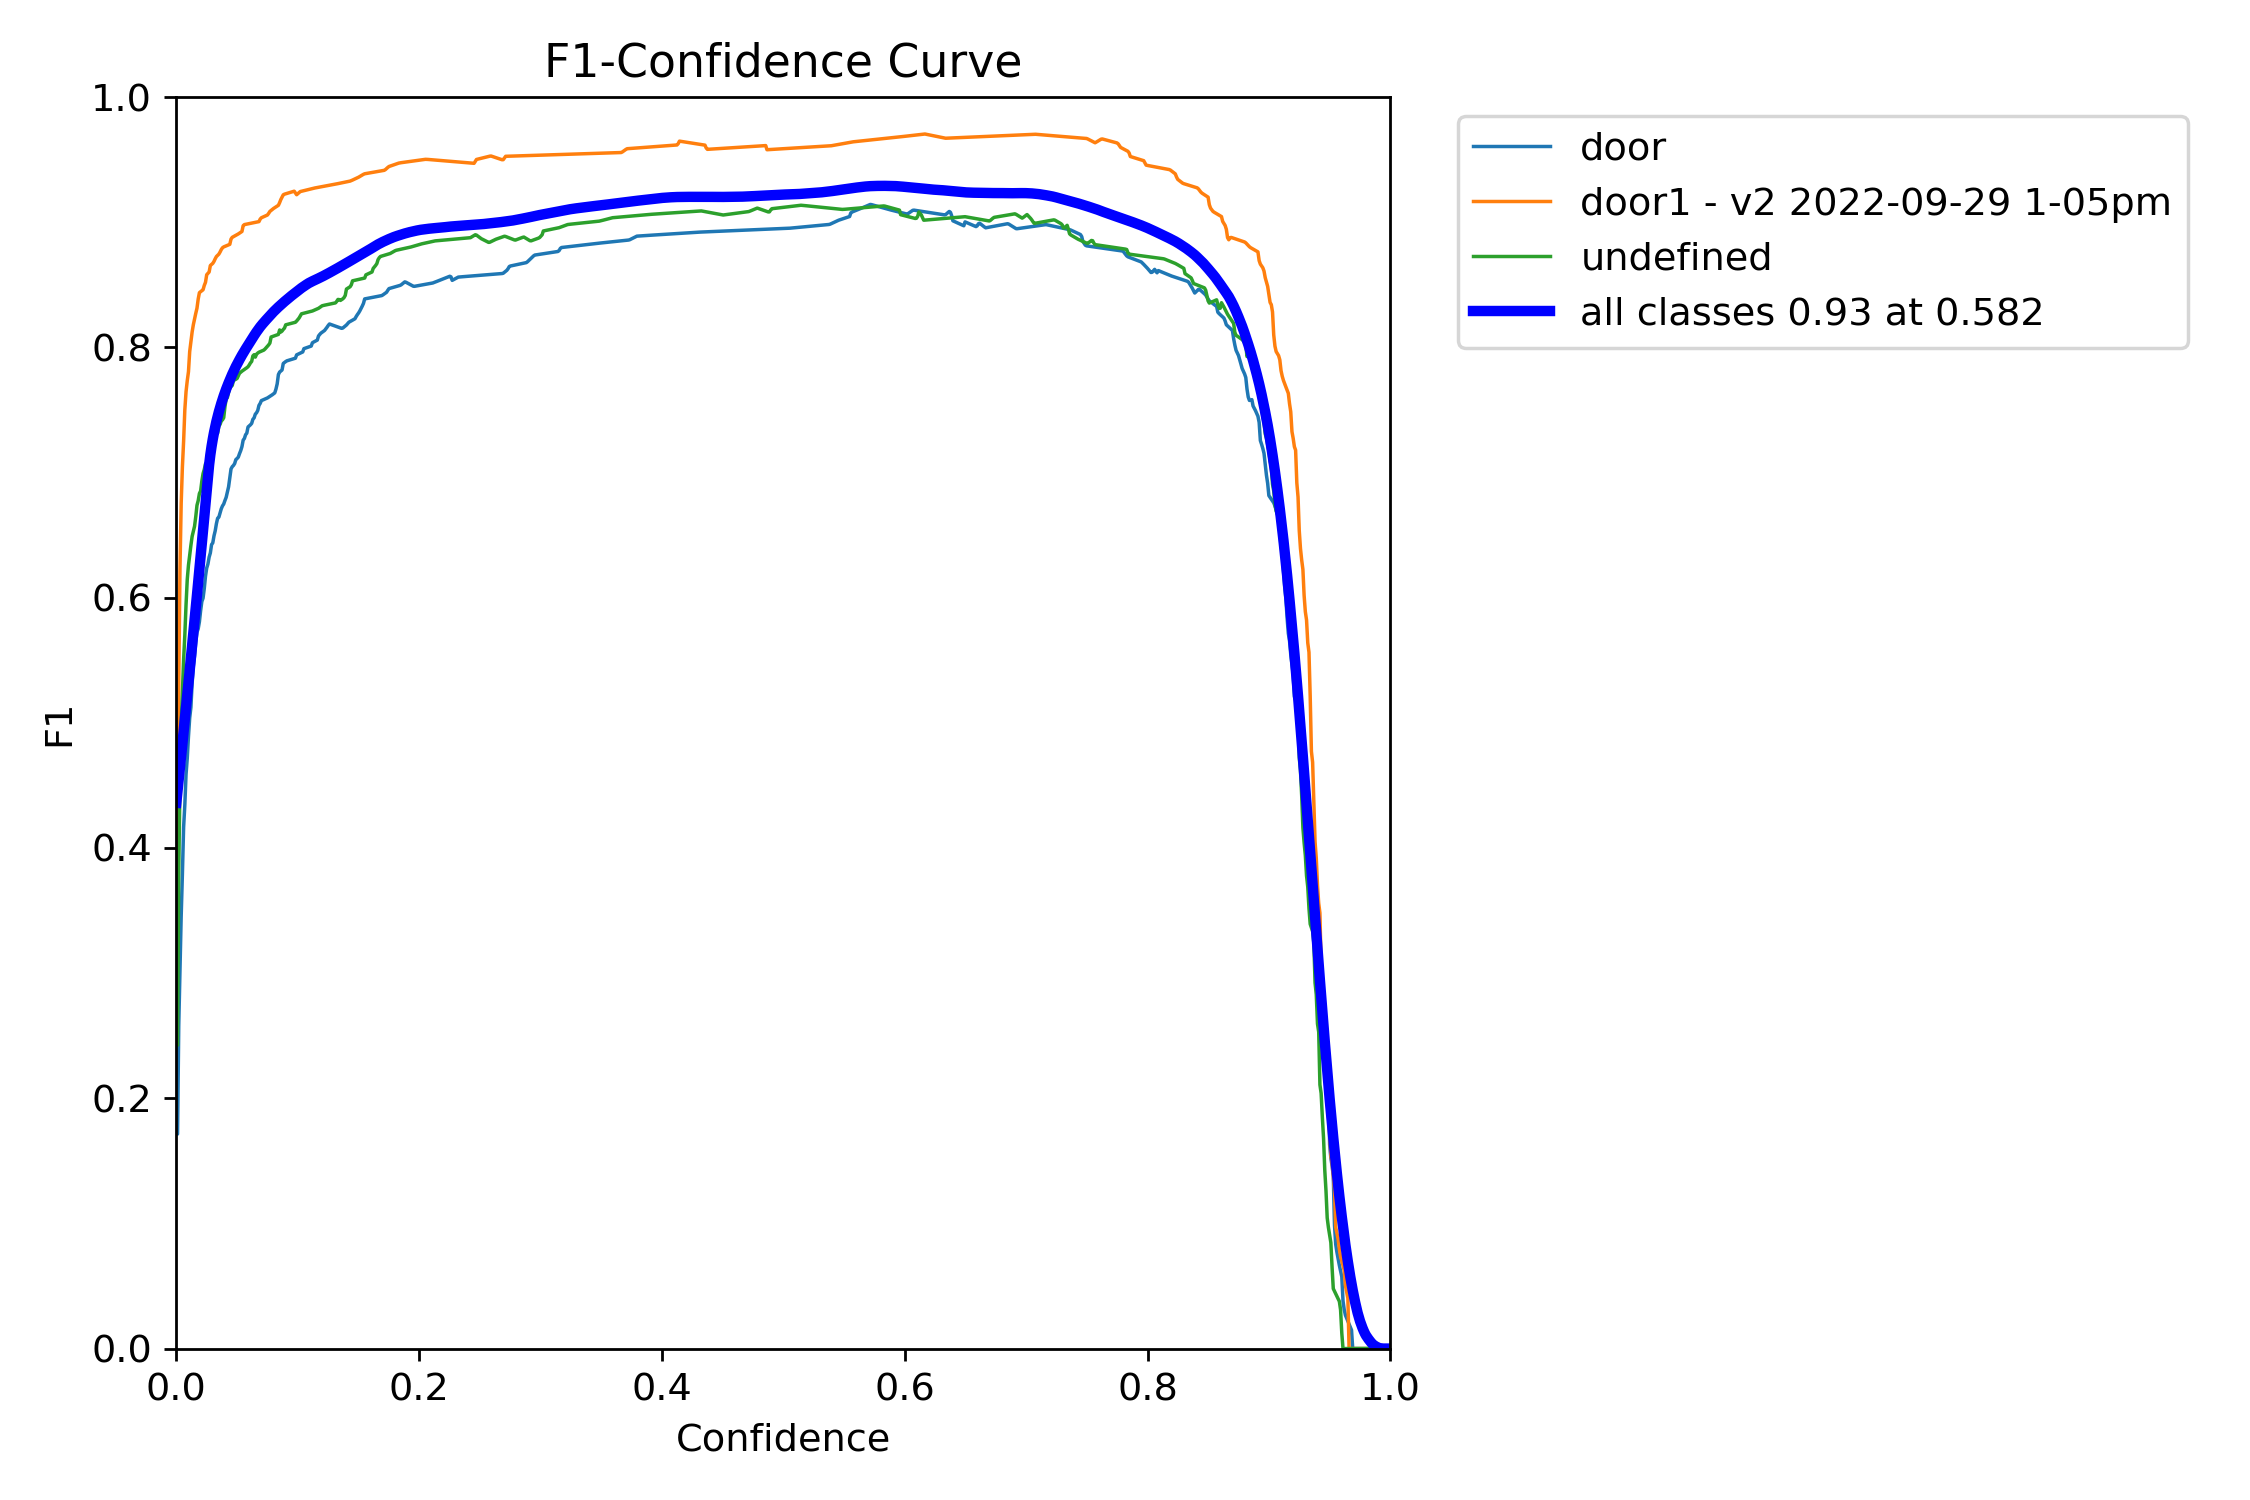 F1-Confidence Curve
1.0
0.8
0.6
0.4
0.2
0.0
F1
0.0 0.2 0.4 0.6 0.8 1.0
Confidence
door
door1 - v2 2022-09-29 1-05pm
undefined
all classes 0.93 at 0.582